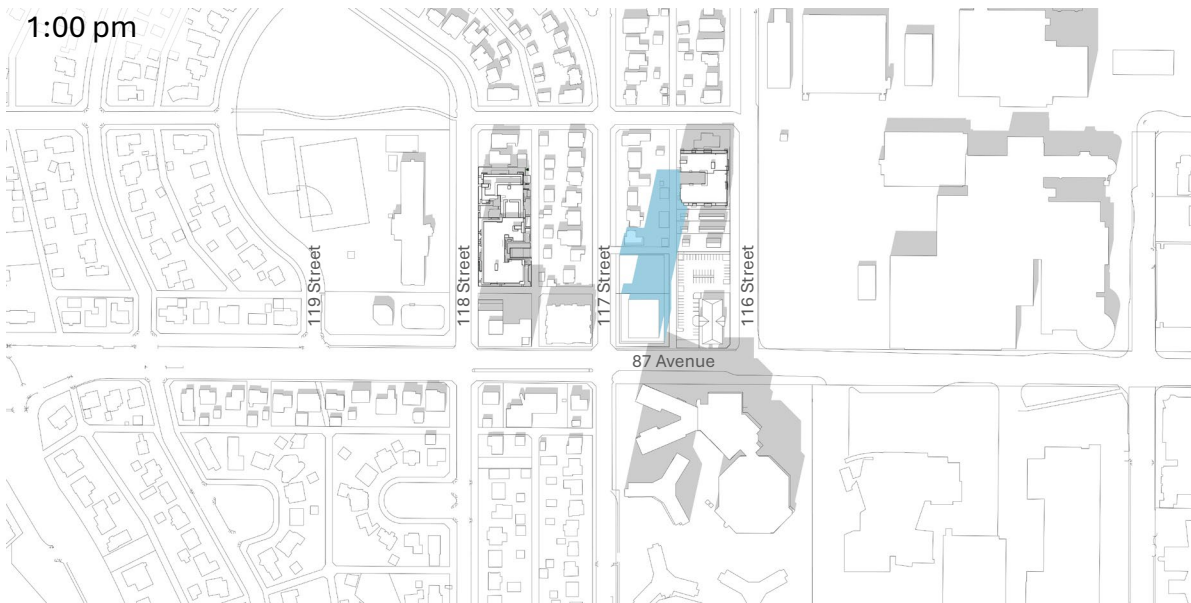 1:00 pm
119 Street
118 Street
117 Street
116 Street
87 Avenue